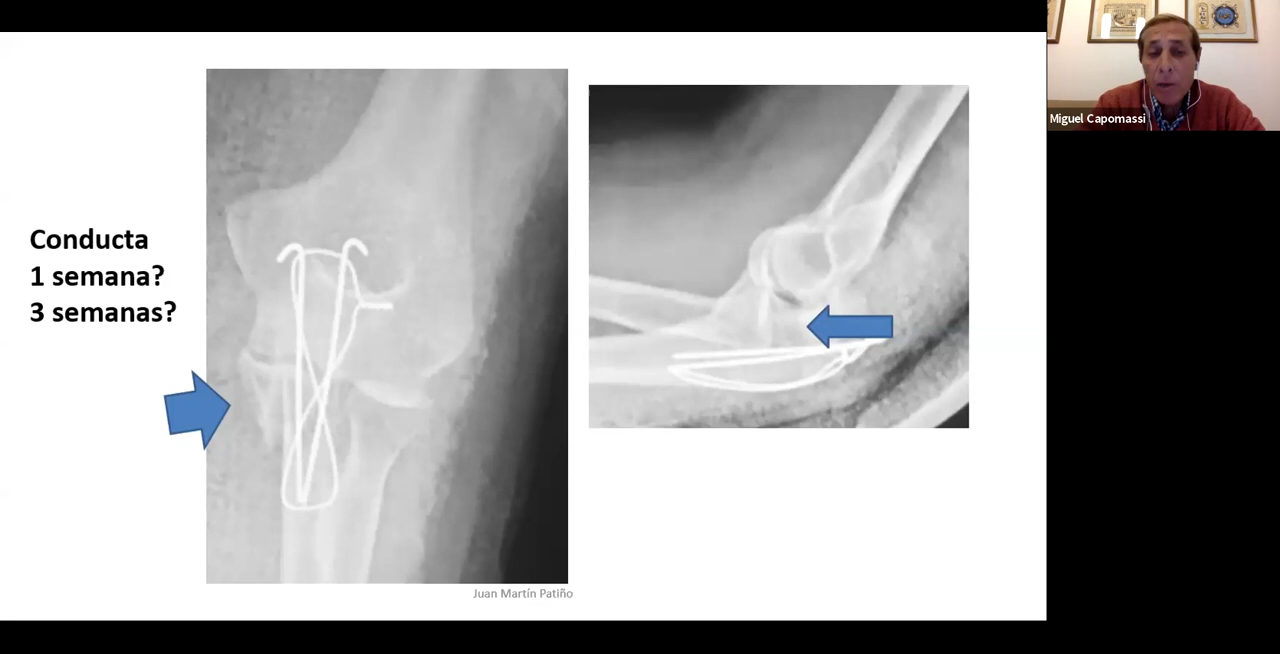 Conducta
1 semana?
3 semanas?
Juan Martín Patiño
Miguel Capomassi